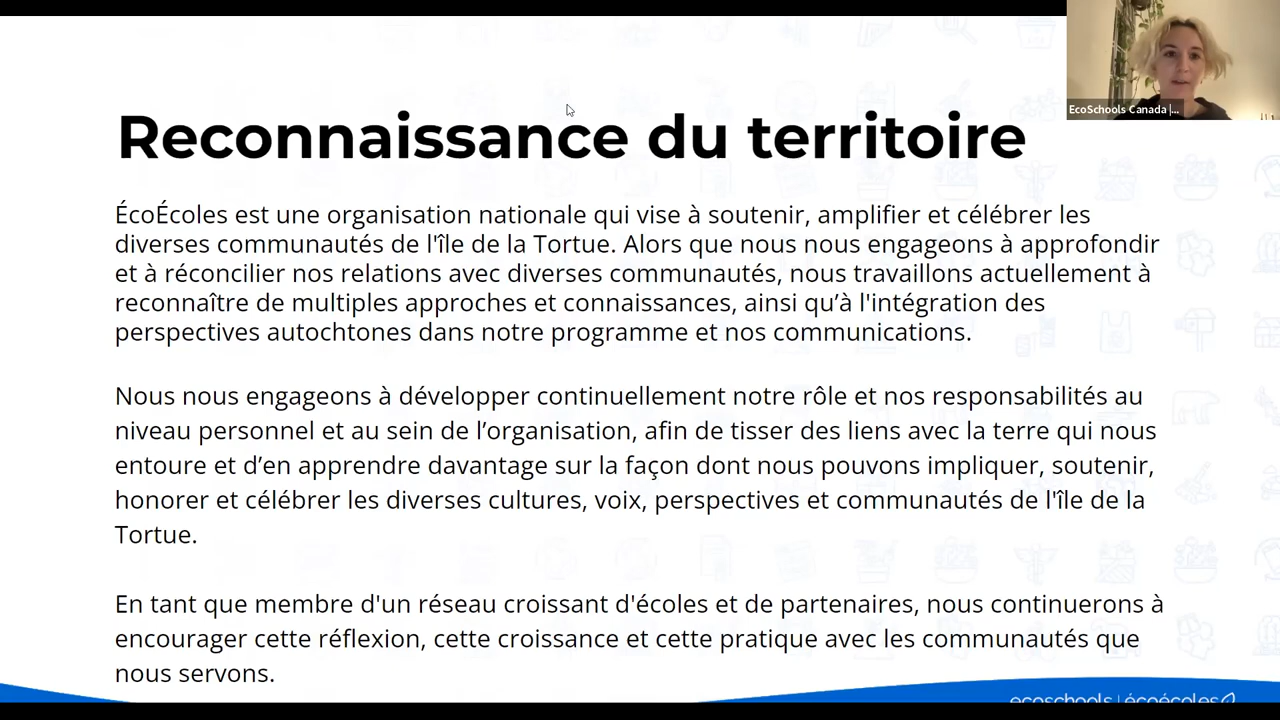 EcoSchools Canada |...
Reconnaissance du territoire
ÉcoÉcoles est une organisation nationale qui vise à soutenir, amplifier et célébrer les
diverses communautés de l'île de la Tortue. Alors que nous nous engageons à approfondir
et à réconcilier nos relations avec diverses communautés, nous travaillons actuellement à
reconnaître de multiples approches et connaissances, ainsi qu’à l'intégration des
perspectives autochtones dans notre programme et nos communications.
Nous nous engageons à développer continuellement notre rôle et nos responsabilités au
niveau personnel et au sein de l’organisation, afin de tisser des liens avec la terre qui nous
entoure et d’en apprendre davantage sur la façon dont nous pouvons impliquer, soutenir,
honorer et célébrer les diverses cultures, voix, perspectives et communautés de l'île de la
Tortue.
En tant que membre d'un réseau croissant d'écoles et de partenaires, nous continuerons à
encourager cette réflexion, cette croissance et cette pratique avec les communautés que
nous servons.
ecoschools | écoécoles